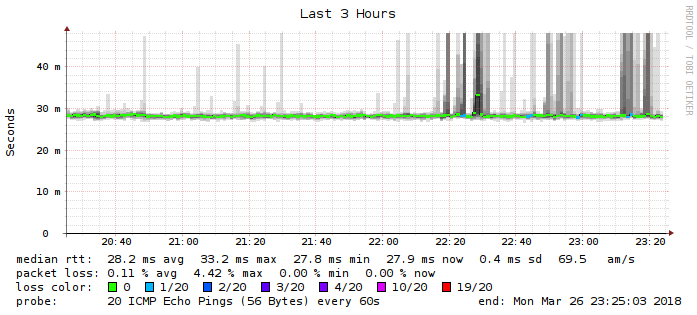 Last 3 Hours
RRDTOOL / TOBI OETIKER
Seconds
40 m
30 m
20 m
10 m
0
20:40 21:00 21:20 21:40 22:00 22:20 22:40 23:00 23:20
median rtt: 28.2 ms avg 33.2 ms max 27.8 ms min 27.9 ms now 0.4 ms sd 69.5 am/s
packet loss: 0.11 % avg 4.42 % max 0.00 % min 0.00 % now
loss color: 0 1/20 2/20 3/20 4/20 10/20 19/20
probe: 20 ICMP Echo Pings (56 Bytes) every 60s end: Mon Mar 26 23:25:03 2018